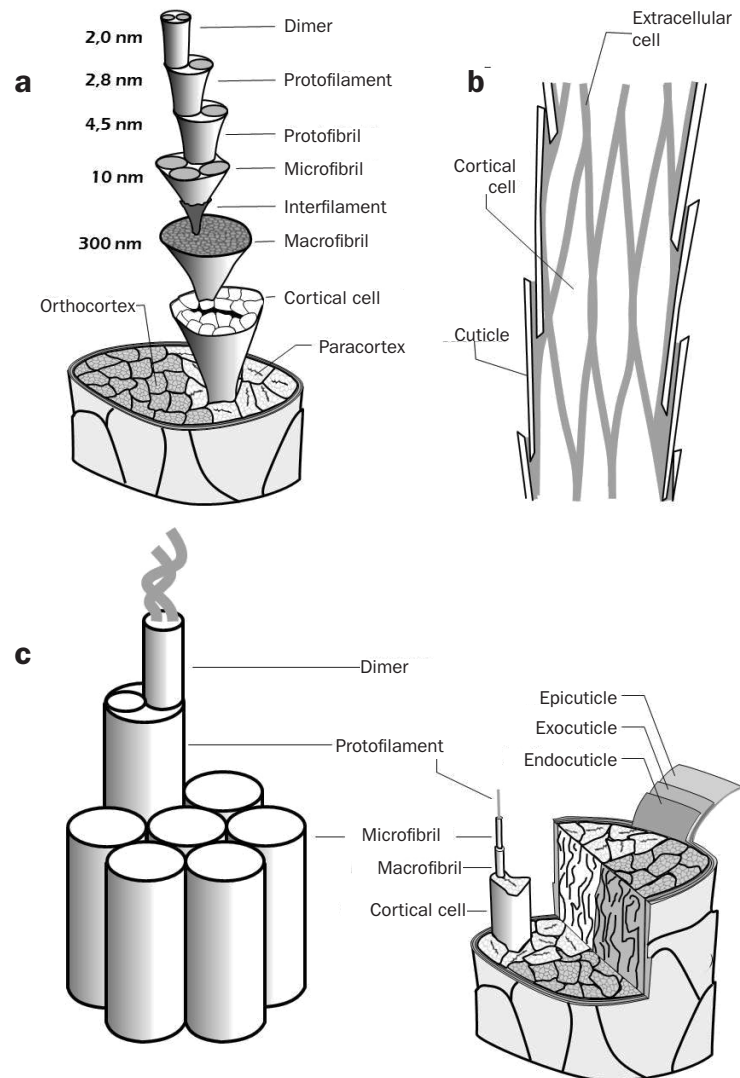 a
2,0 nm
Dimer
2,8 nm
Protofilament
4,5 nm
Protofibril
10 nm
Microfibril
Interfilament
300 nm
Macrofibril
Cortical cell
Orthocortex
Paracortex
b
Extracellular
cell
Cortical
cell
Cuticle
c
Dimer
Protofilament
Microfibril
Macrofibril
Cortical cell
Epicuticle
Exocuticle
Endocuticle